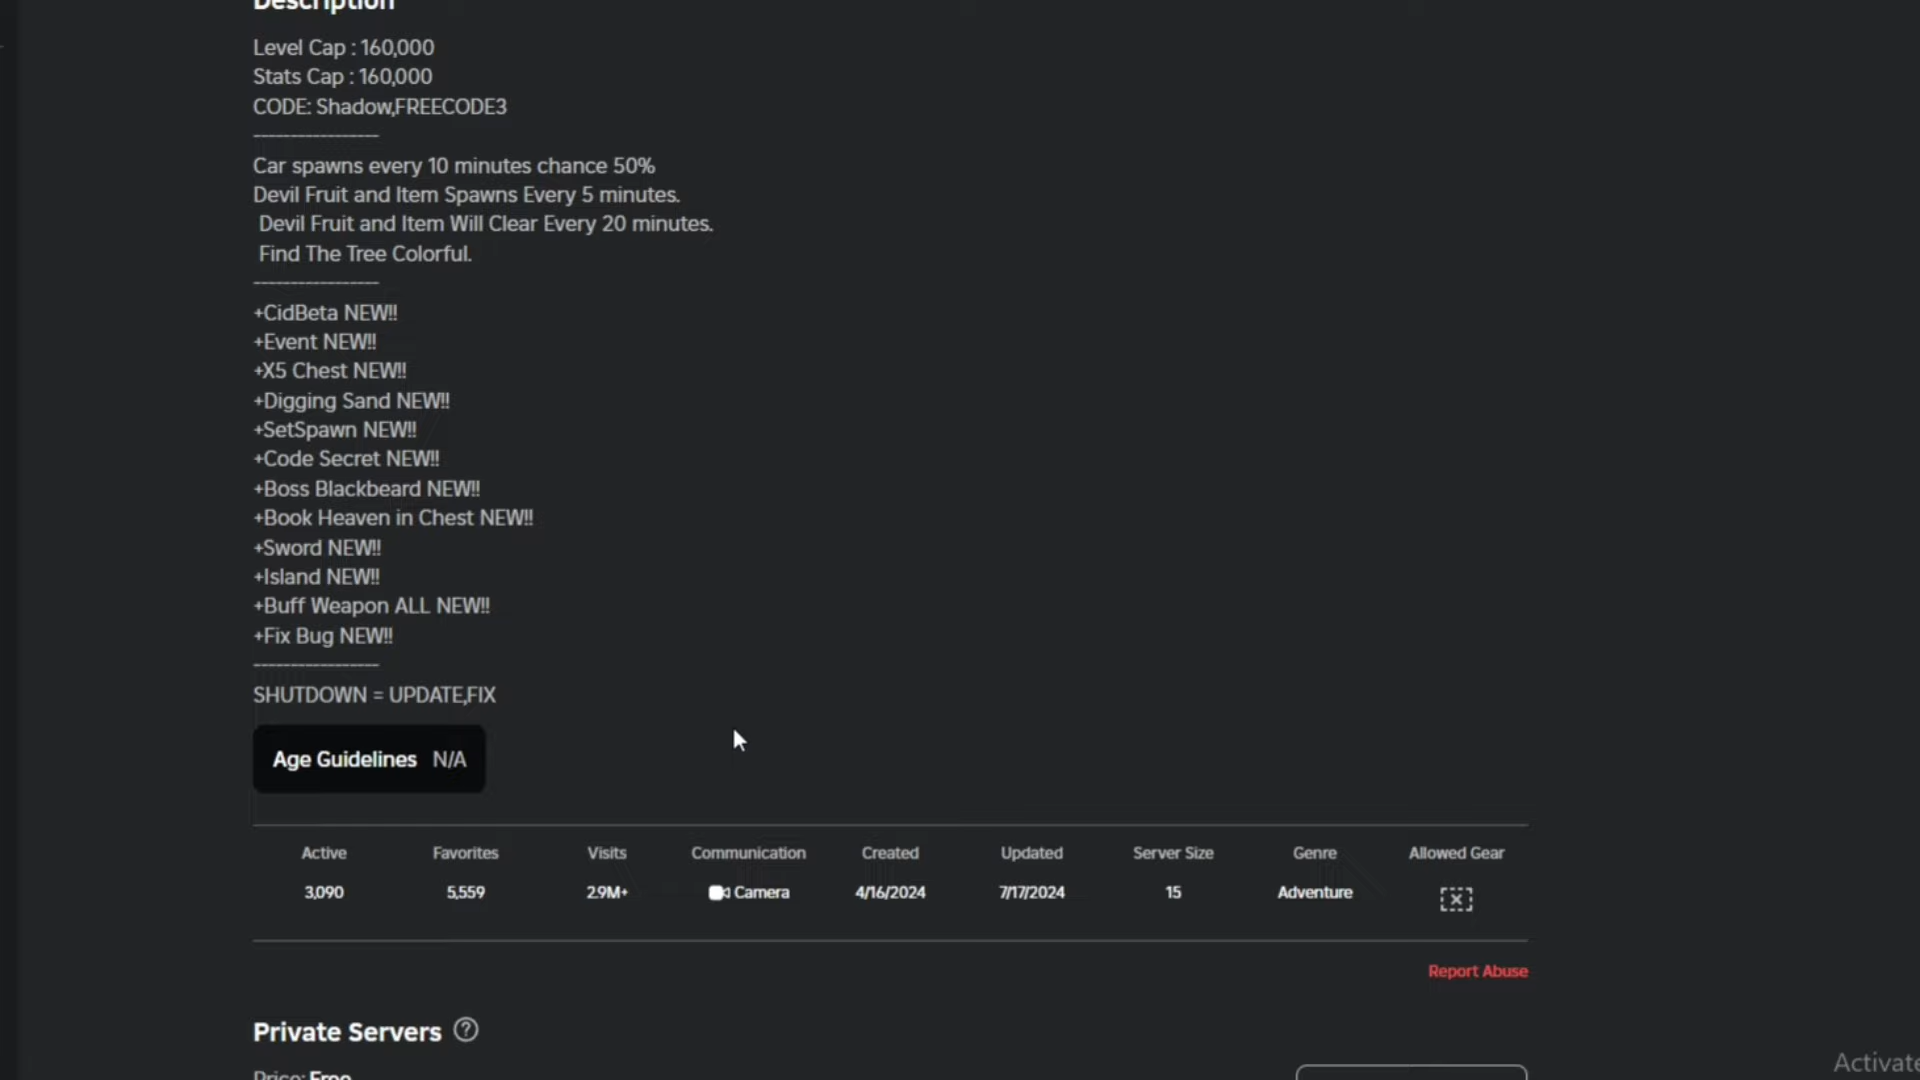 Description
Level Cap : 160,000
Stats Cap : 160,000
CODE: Shadow,FREECODE3
-----------------
Car spawns every 10 minutes chance 50%
Devil Fruit and Item Spawns Every 5 minutes.
Devil Fruit and Item Will Clear Every 20 minutes.
Find The Tree Colorful.
-----------------
+CidBeta NEW!!
+Event NEW!!
+X5 Chest NEW!!
+Digging Sand NEW!!
+SetSpawn NEW!!
+Code Secret NEW!!
+Boss Blackbeard NEW!!
+Book Heaven in Chest NEW!!
+Sword NEW!!
+Island NEW!!
+Buff Weapon ALL NEW!!
+Fix Bug NEW!!
-----------------
SHUTDOWN = UPDATE,FIX
Age Guidelines N/A
Active Favorites Visits Communication Created Updated Server Size Genre Allowed Gear
3,090 5,559 2.9M+ Camera 4/16/2024 7/17/2024 15 Adventure
Report Abuse
Private Servers
Price: Free
Activate